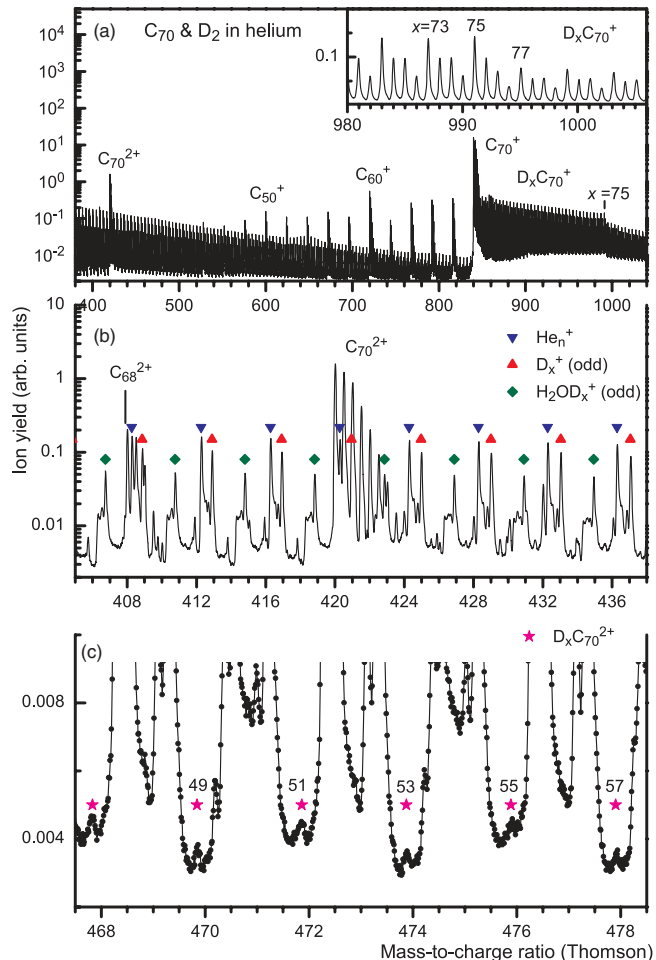 (a) C₇₀ & D₂ in helium
x=73 75 77 DₓC₇₀⁺
0.1
980 990 1000
10⁴
10³
10²
10¹
10⁰
10⁻¹
10⁻²
C₇₀²⁺ C₅₀⁺ C₆₀⁺ C₇₀⁺
DₓC₇₀⁺
x =75
400 500 600 700 800 900 1000
Ion yield (arb. units)
10
1
0.1
0.01
(b)
C₆₈²⁺ C₇₀²⁺
Heₙ⁺
Dₓ⁺ (odd)
H₂ODₓ⁺ (odd)
408 412 416 420 424 428 432 436
DₓC₇₀²⁺
(c)
0.008
0.004
49 51 53 55 57
468 470 472 474 476 478
Mass-to-charge ratio (Thomson)